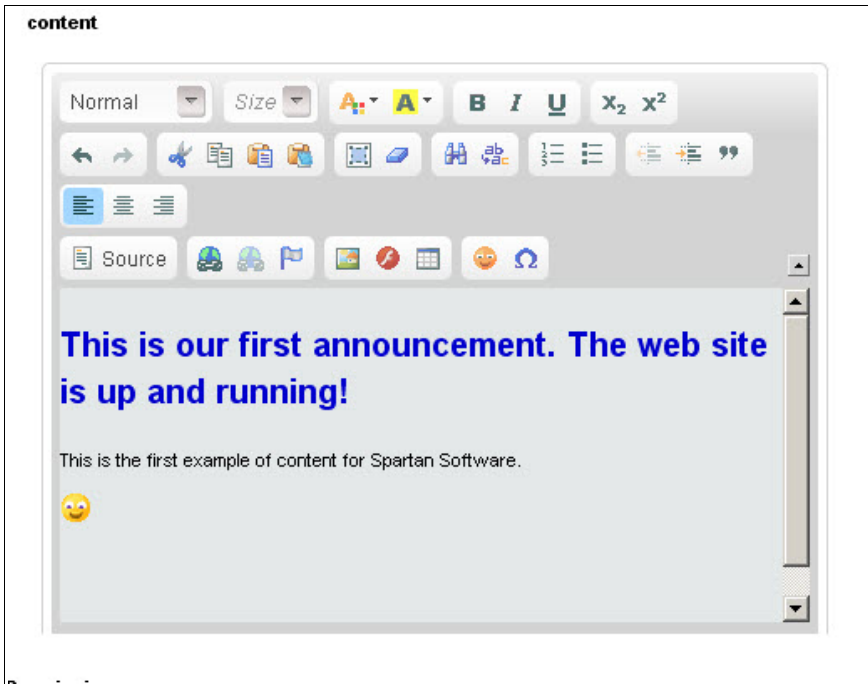 content
Normal Size A A B I U X₂ X²
Source Ω
This is our first announcement. The web site
is up and running!
This is the first example of content for Spartan Software.